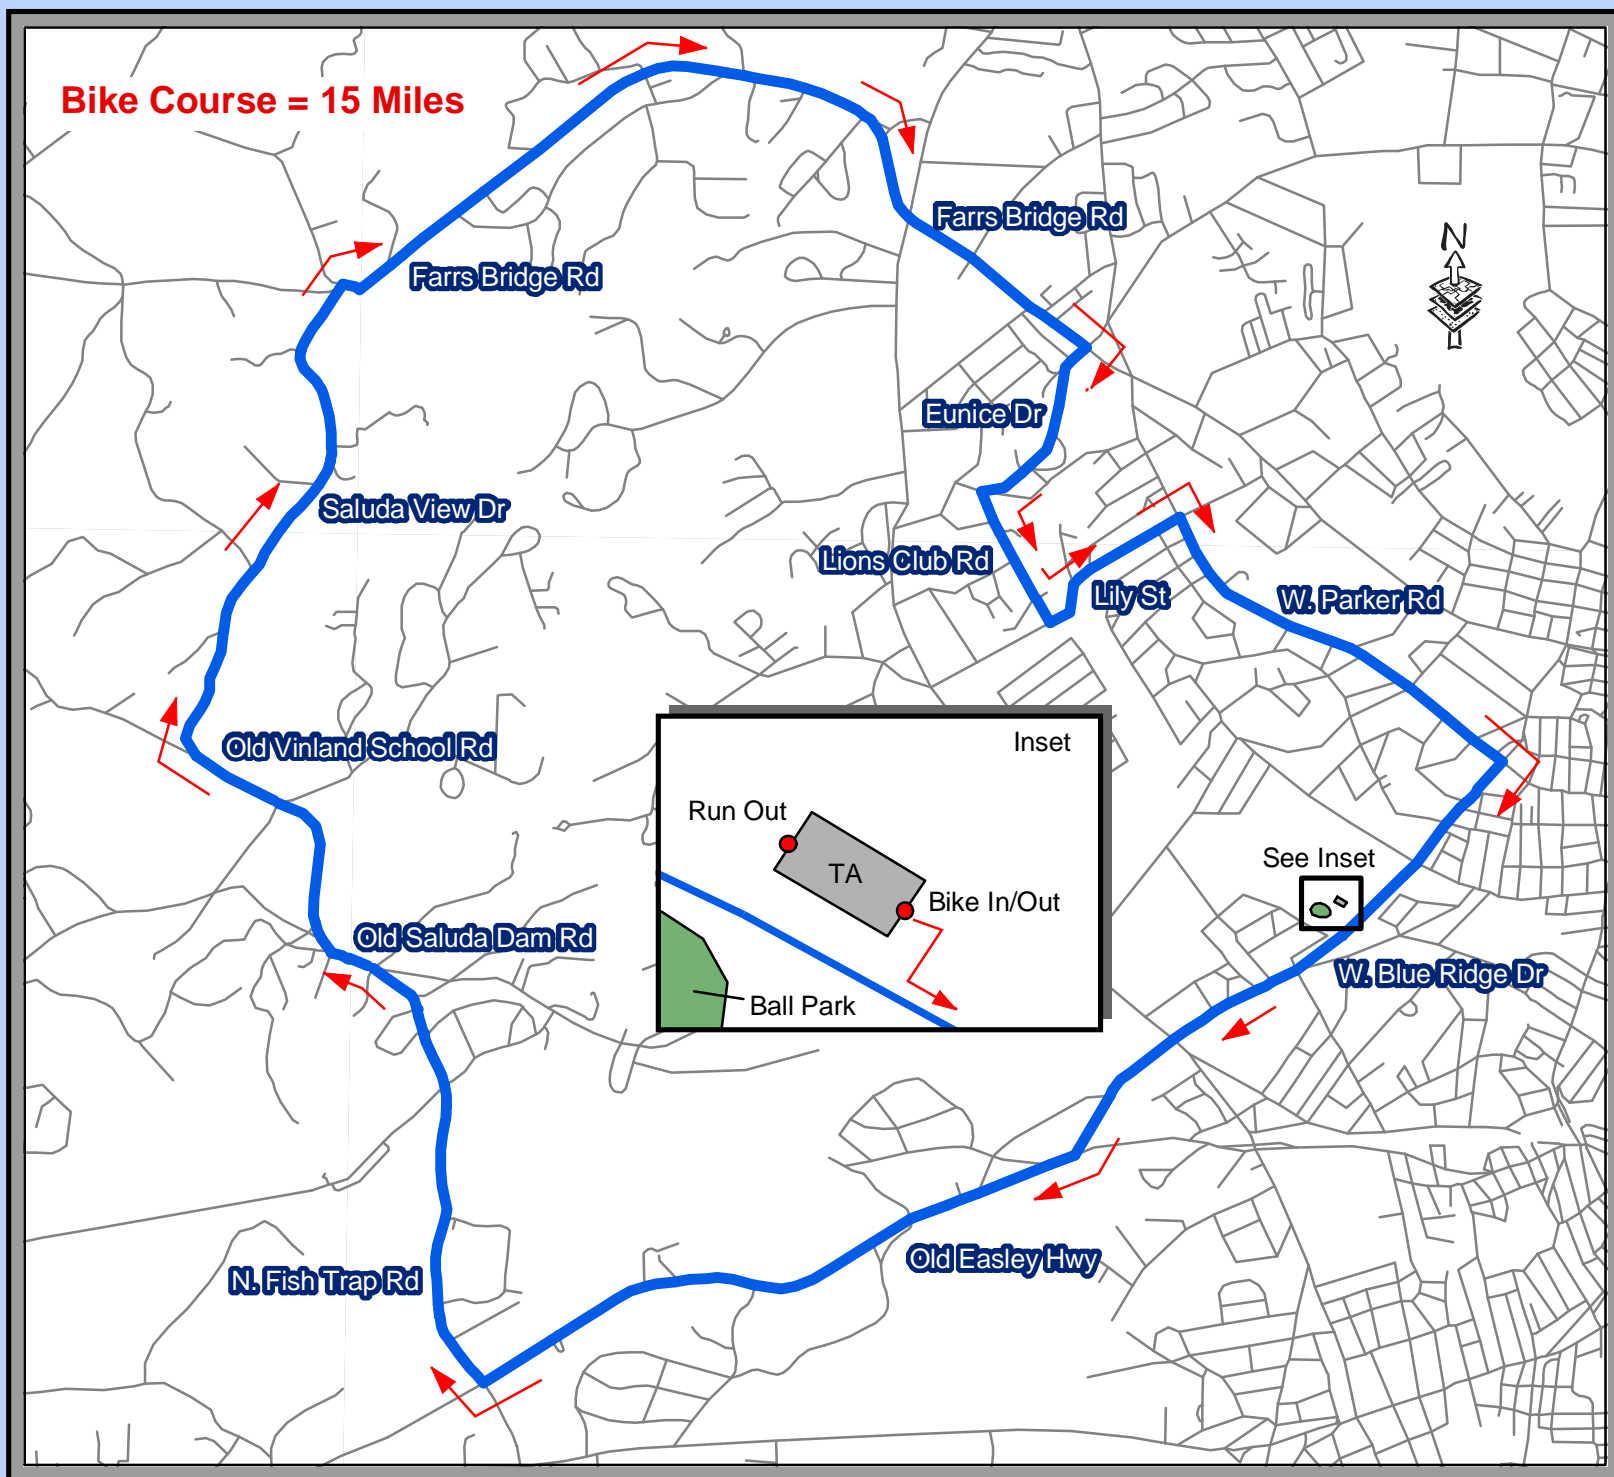 Bike Course = 15 Miles
N
Farrs Bridge Rd
Farrs Bridge Rd
Eunice Dr
Saluda View Dr
Lions Club Rd
Lily St
W. Parker Rd
Old Vinland School Rd
Inset
Run Out
TA
Bike In/Out
Ball Park
See Inset
Old Saluda Dam Rd
W. Blue Ridge Dr
Old Easley Hwy
N. Fish Trap Rd